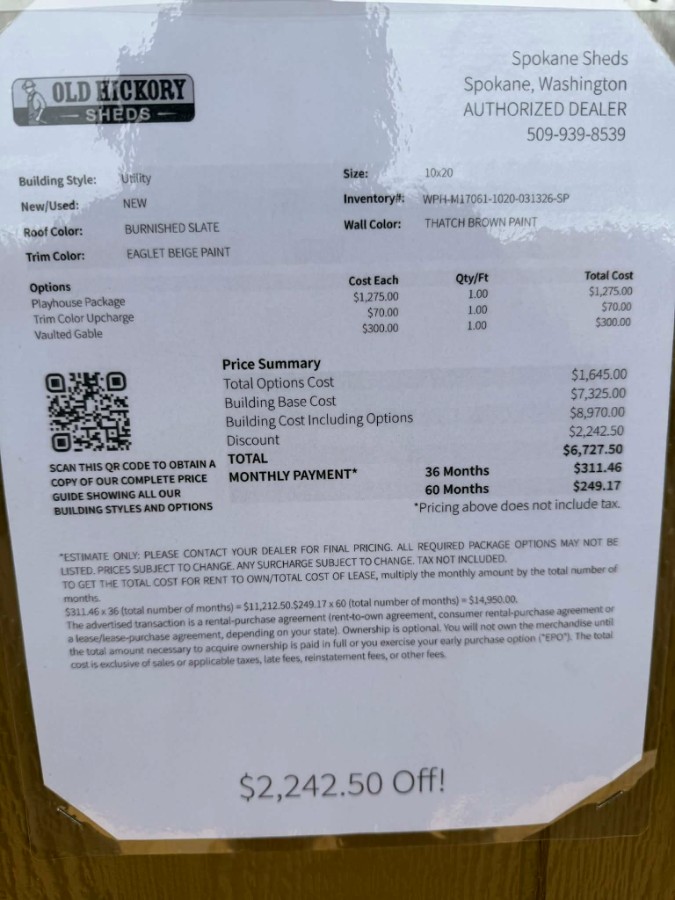 OLD HICKORY
SHEDS
Spokane Sheds
Spokane, Washington
AUTHORIZED DEALER
509-939-8539
Building Style: Utility
Size: 10x20
New/Used: NEW
Inventory#: WPH-M17061-1020-031326-SP
Roof Color: BURNISHED SLATE
Wall Color: THATCH BROWN PAINT
Trim Color: EAGLET BEIGE PAINT
Options Cost Each Qty/Ft Total Cost
Playhouse Package $1,275.00 1.00 $1,275.00
Trim Color Upcharge $70.00 1.00 $70.00
Vaulted Gable $300.00 1.00 $300.00
Price Summary
Total Options Cost $1,645.00
Building Base Cost $7,325.00
Building Cost Including Options $8,970.00
Discount $2,242.50
TOTAL $6,727.50
MONTHLY PAYMENT* 36 Months $311.46
60 Months $249.17
*Pricing above does not include tax.
SCAN THIS QR CODE TO OBTAIN A
COPY OF OUR COMPLETE PRICE
GUIDE SHOWING ALL OUR
BUILDING STYLES AND OPTIONS
*ESTIMATE ONLY: PLEASE CONTACT YOUR DEALER FOR FINAL PRICING. ALL REQUIRED PACKAGE OPTIONS MAY NOT BE
LISTED. PRICES SUBJECT TO CHANGE. ANY SURCHARGE SUBJECT TO CHANGE. TAX NOT INCLUDED.
TO GET THE TOTAL COST FOR RENT TO OWN/TOTAL COST OF LEASE, multiply the monthly amount by the total number of
months.
$311.46 x 36 (total number of months) = $11,212.50.$249.17 x 60 (total number of months) = $14,950.00.
The advertised transaction is a rental-purchase agreement (rent-to-own agreement, consumer rental-purchase agreement or
a lease/lease-purchase agreement, depending on your state). Ownership is optional. You will not own the merchandise until
the total amount necessary to acquire ownership is paid in full or you exercise your early purchase option ("EPO"). The total
cost is exclusive of sales or applicable taxes, late fees, reinstatement fees, or other fees.
$2,242.50 Off!